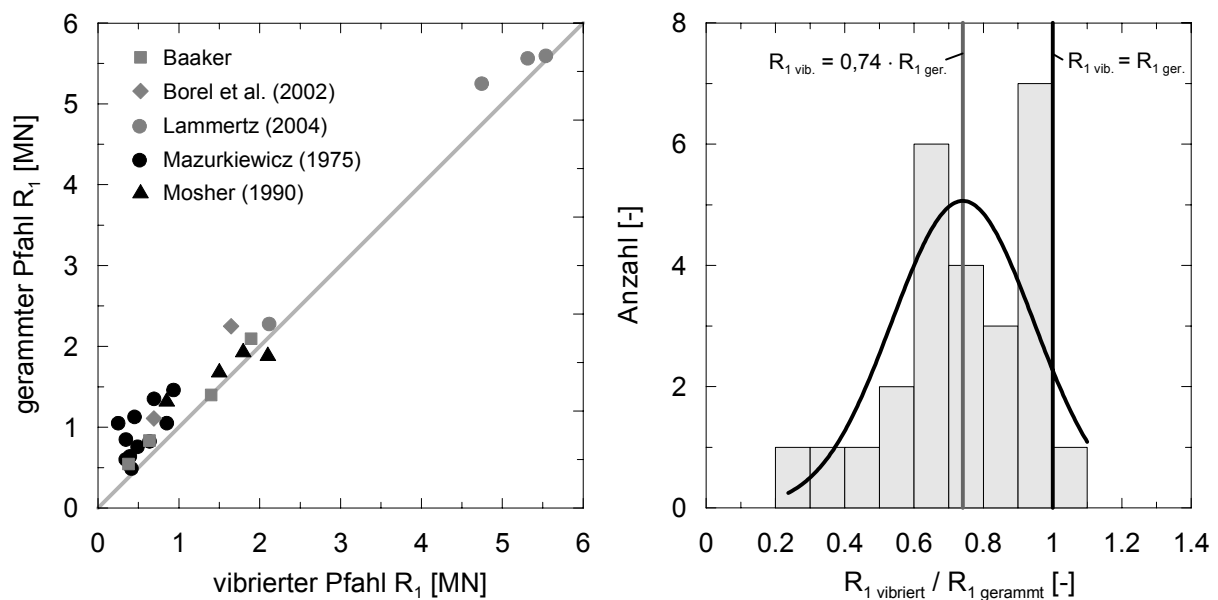 6
5
4
3
2
1
0
gerammter Pfahl R₁ [MN]
Baaker
Borel et al. (2002)
Lammertz (2004)
Mazurkiewicz (1975)
Mosher (1990)
0 1 2 3 4 5 6
vibrierter Pfahl R₁ [MN]
8
6
4
2
0
Anzahl [-]
R₁ vib. = 0,74 · R₁ ger.
R₁ vib. = R₁ ger.
0 0.2 0.4 0.6 0.8 1 1.2 1.4
R₁ vibriert / R₁ gerammt [-]